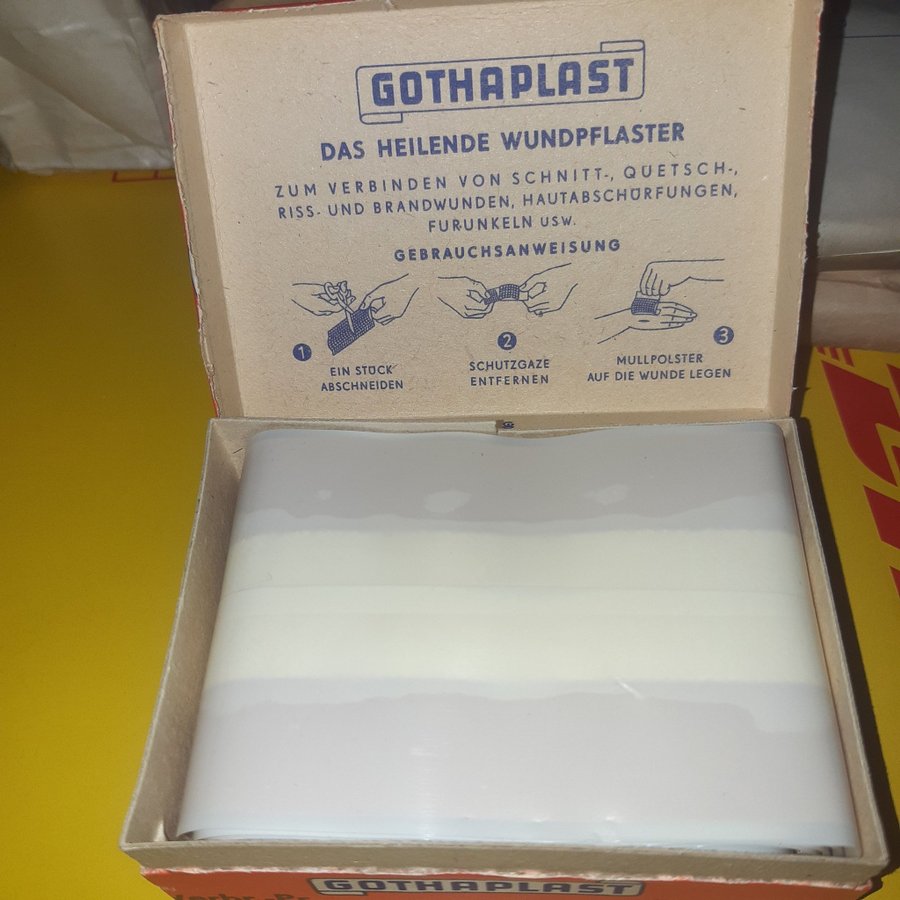 GOTHAPLAST
DAS HEILENDE WUNDPFLASTER
ZUM VERBINDEN VON SCHNITT-, QUETSCH-,
RISS- UND BRANDWUNDEN, HAUTABSCHÜRFUNGEN,
FURUNKELN USW.
GEBRAUCHSANWEISUNG
1
EIN STÜCK
ABSCHNEIDEN
2
SCHUTZGAZE
ENTFERNEN
3
MULLPOLSTER
AUF DIE WUNDE LEGEN
GOTHAPLAST